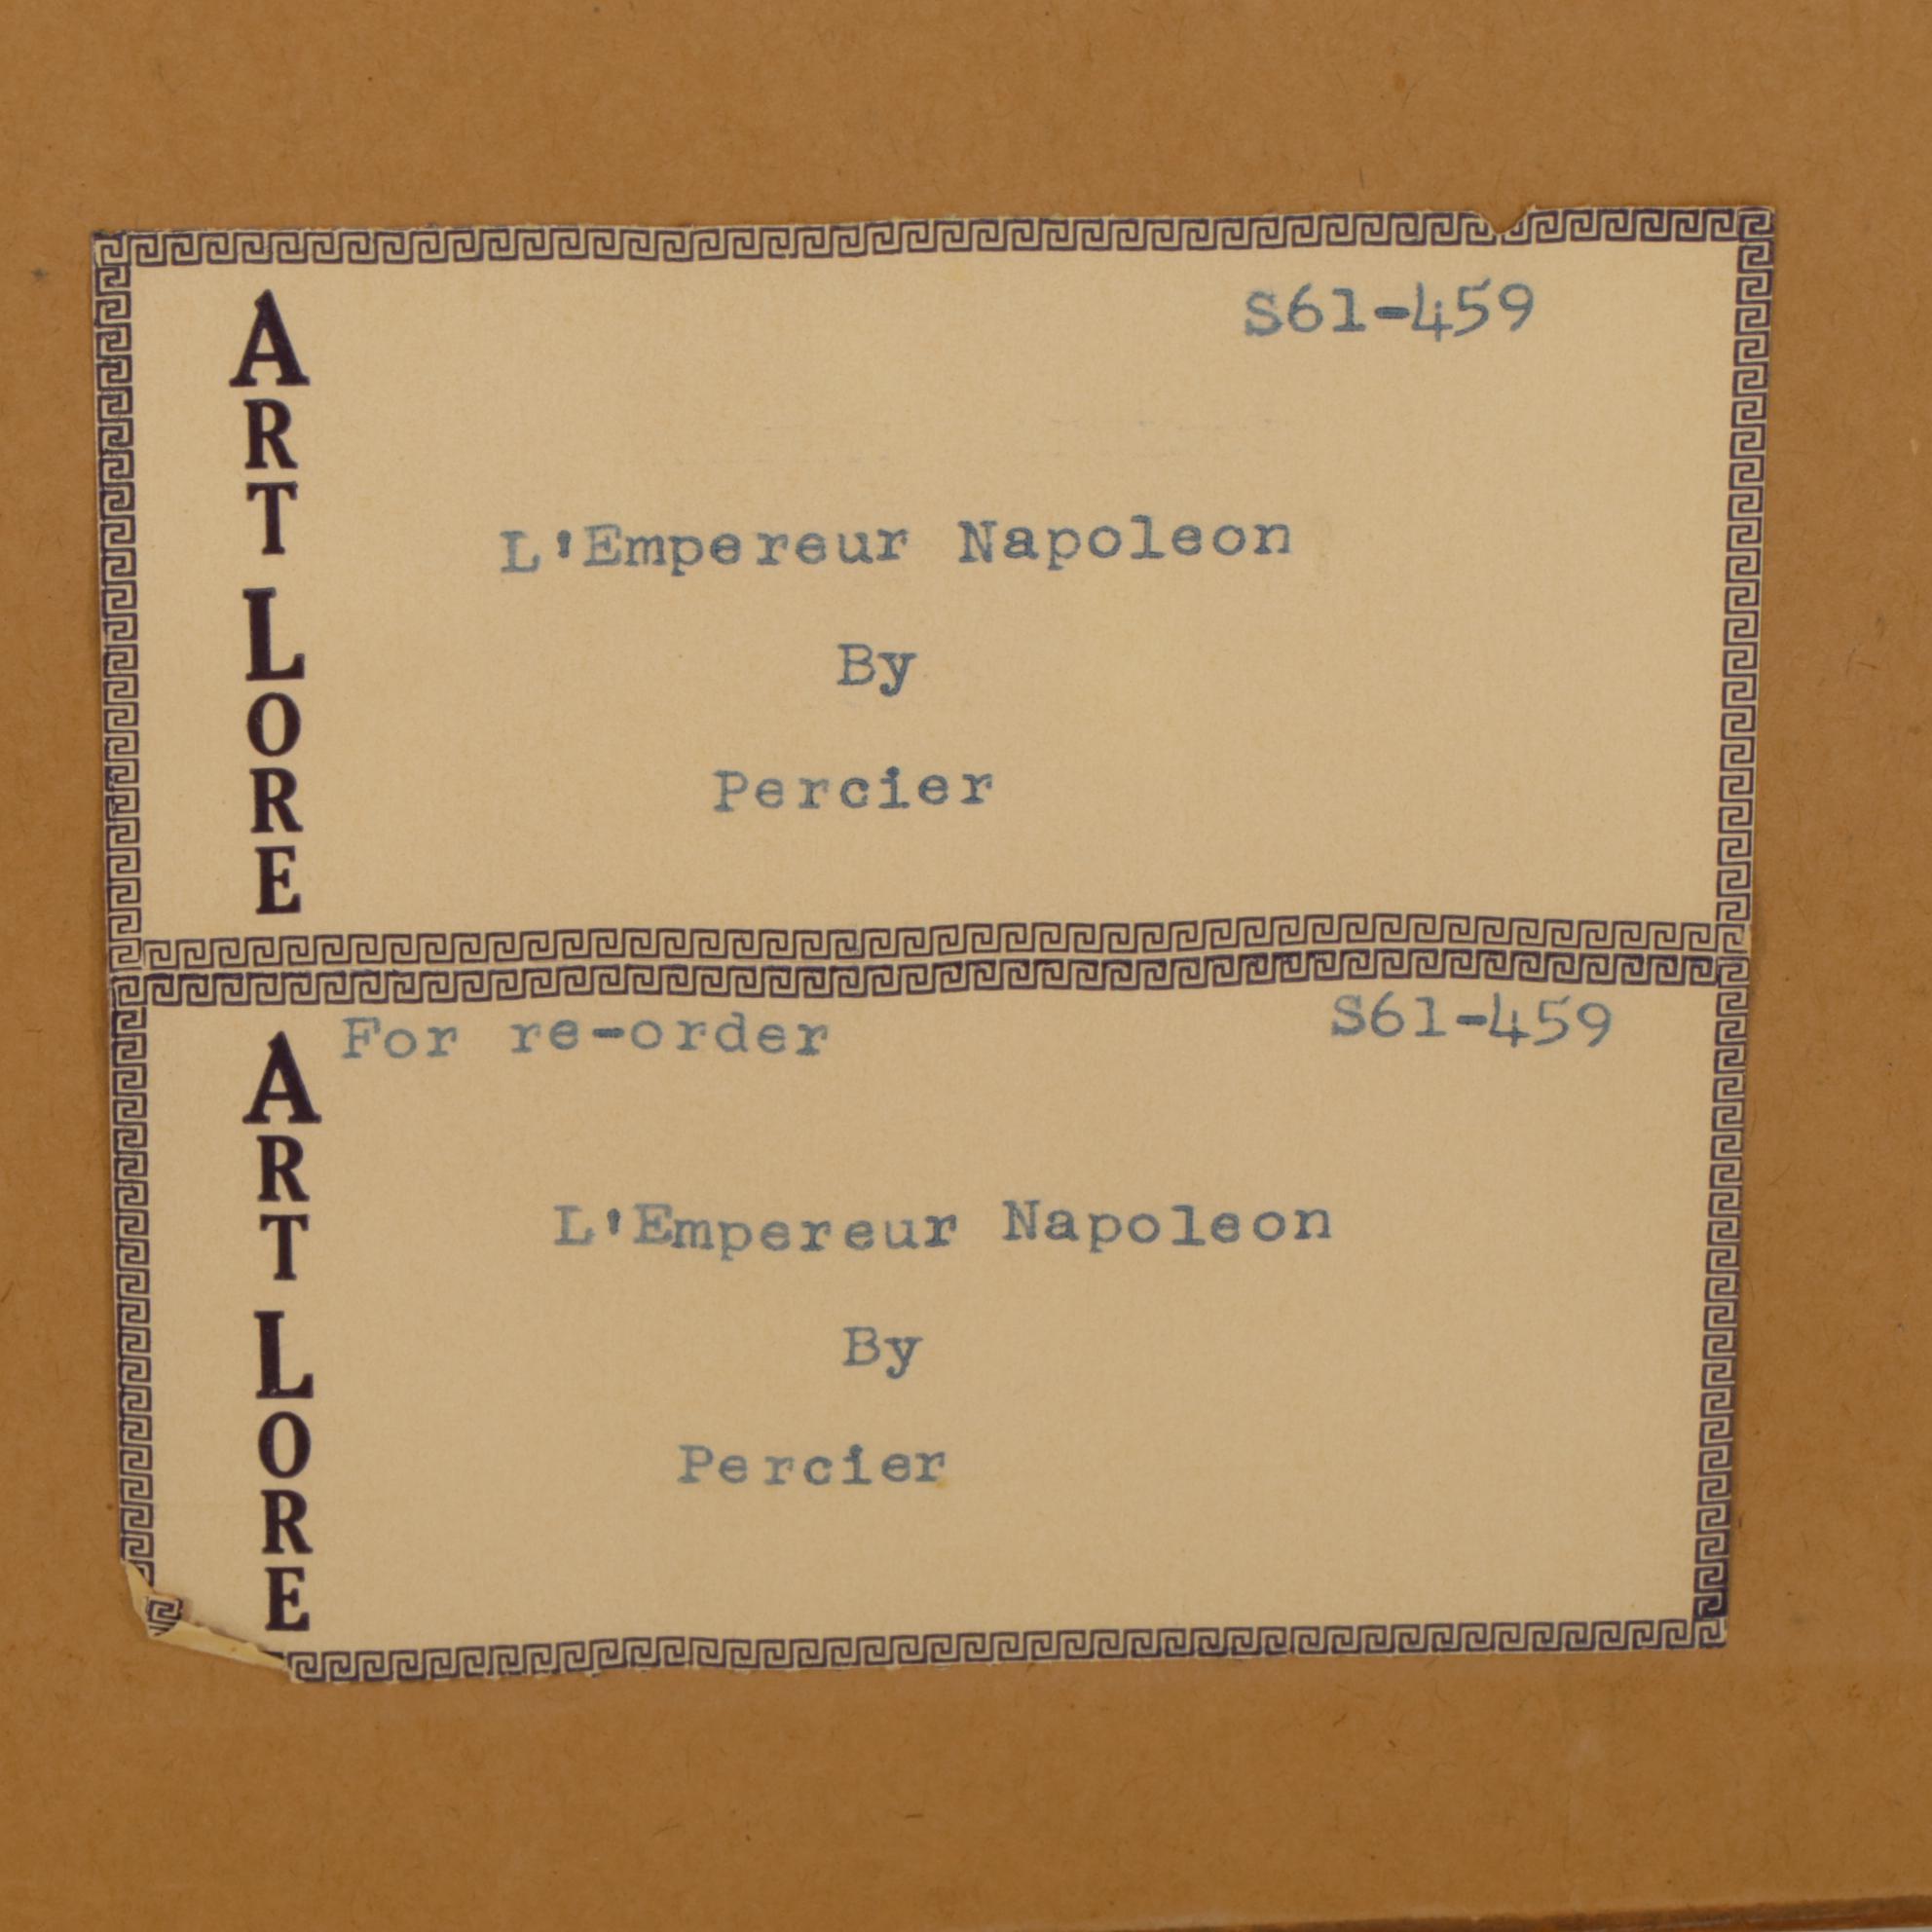 ART LORE
S61-459
L'Empereur Napoleon
By
Percier
ART LORE
For re-order S61-459
L'Empereur Napoleon
By
Percier